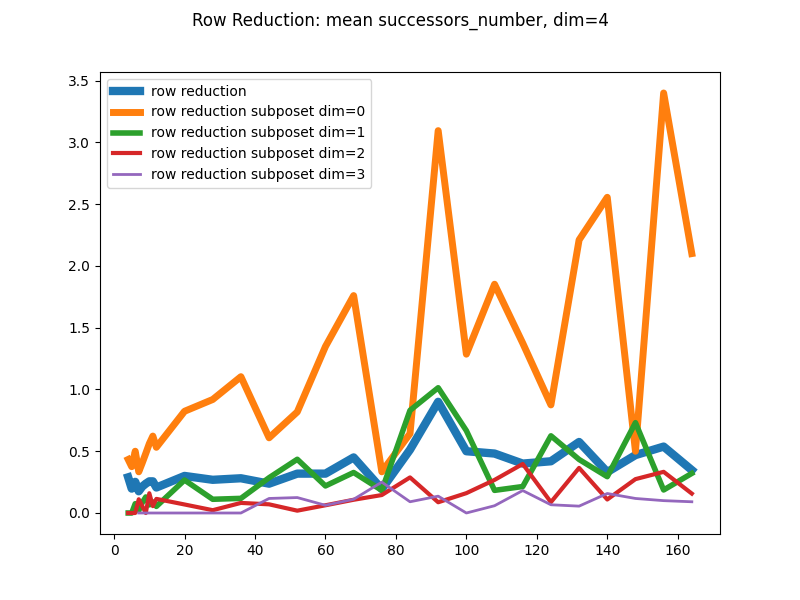 Row Reduction: mean successors_number, dim=4
3.5
3.0
2.5
2.0
1.5
1.0
0.5
0.0
row reduction
row reduction subposet dim=0
row reduction subposet dim=1
row reduction subposet dim=2
row reduction subposet dim=3
0 20 40 60 80 100 120 140 160